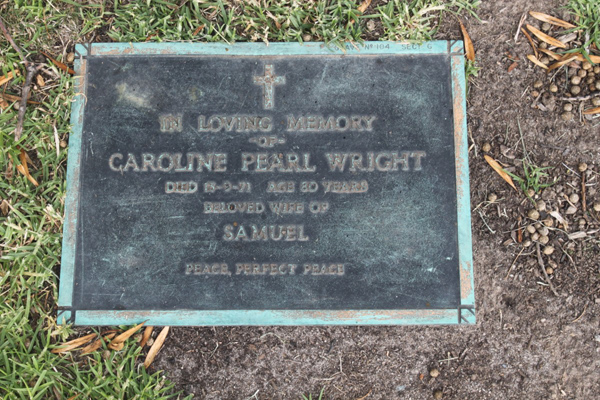 IN LOVING MEMORY
-OF-
CAROLINE PEARL WRIGHT
DIED 15-9-71 AGE 80 YEARS
BELOVED WIFE OF
SAMUEL
PEACE, PERFECT PEACE